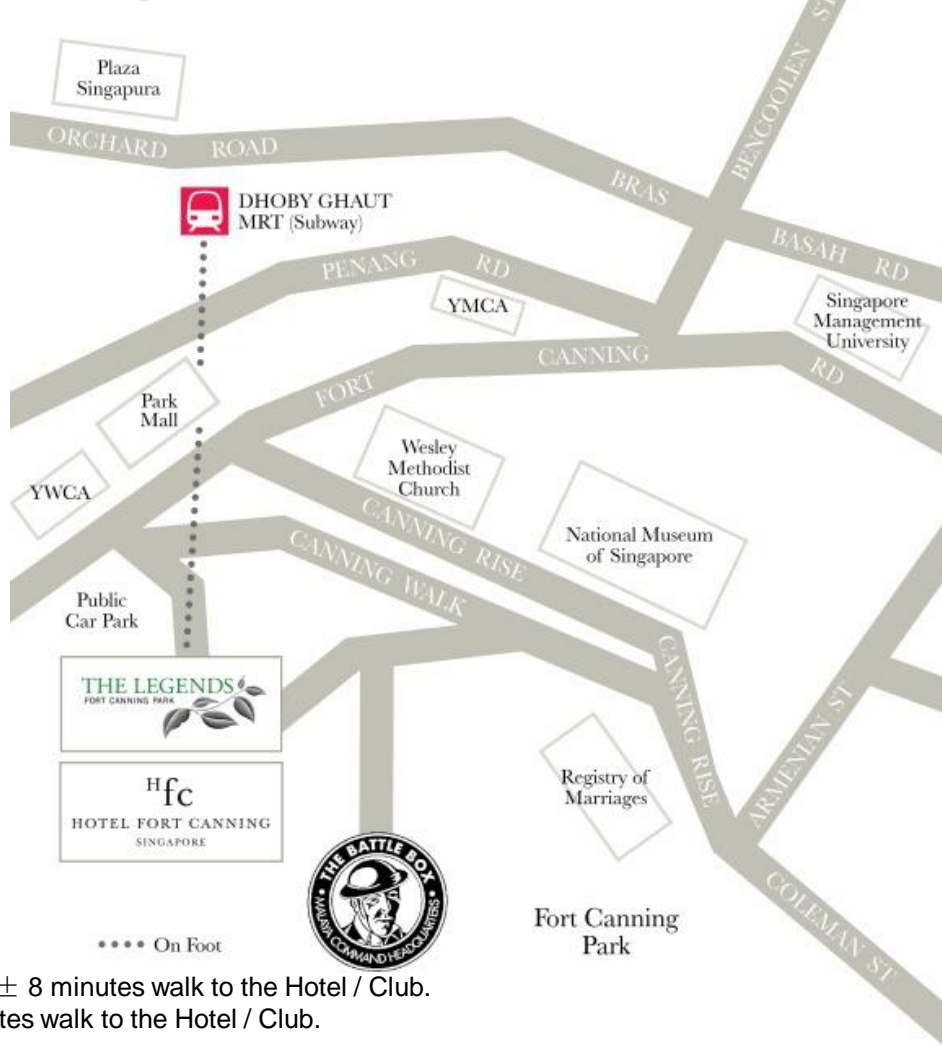 Plaza
Singapura
ORCHARD ROAD
BRAS BASAH RD
BENCOOLEN ST
DHOBY GHAUT
MRT (Subway)
PENANG RD
YMCA
Singapore
Management
University
FORT CANNING RD
Park
Mall
YWCA
Wesley
Methodist
Church
National Museum
of Singapore
CANNING RISE
CANNING WALK
Public
Car Park
THE LEGENDS
FORT CANNING PARK
CANNING RISE
ARMENIAN ST
Registry of
Marriages
Hfc
HOTEL FORT CANNING
SINGAPORE
• THE BATTLE BOX •
MALAYA COMMAND HEADQUARTERS
COLEMAN ST
Fort Canning
Park
•••• On Foot
± 8 minutes walk to the Hotel / Club.
tes walk to the Hotel / Club.